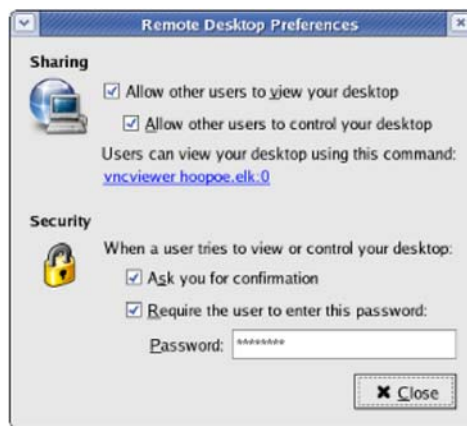 Remote Desktop Preferences
Sharing
Allow other users to view your desktop
Allow other users to control your desktop
Users can view your desktop using this command:
vncviewer hoopoe.elk:0
Security
When a user tries to view or control your desktop:
Ask you for confirmation
Require the user to enter this password:
Password: ********
Close